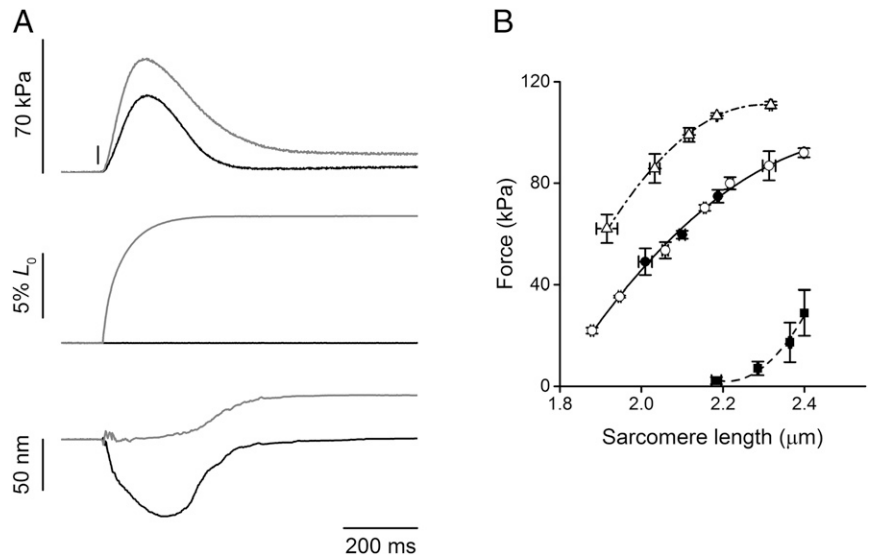 A
70 kPa
5% L₀
50 nm
200 ms
B
Force (kPa)
120
80
40
0
1.8
2.0
2.2
2.4
Sarcomere length (μm)